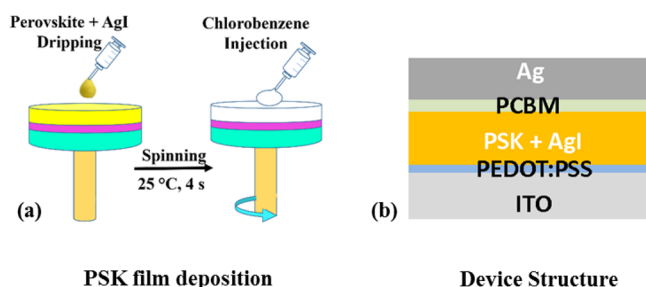 Perovskite + AgI
Dripping
Chlorobenzene
Injection
Spinning
25 °C, 4 s
(a)
Ag
PCBM
PSK + AgI
PEDOT:PSS
ITO
(b)
PSK film deposition
Device Structure